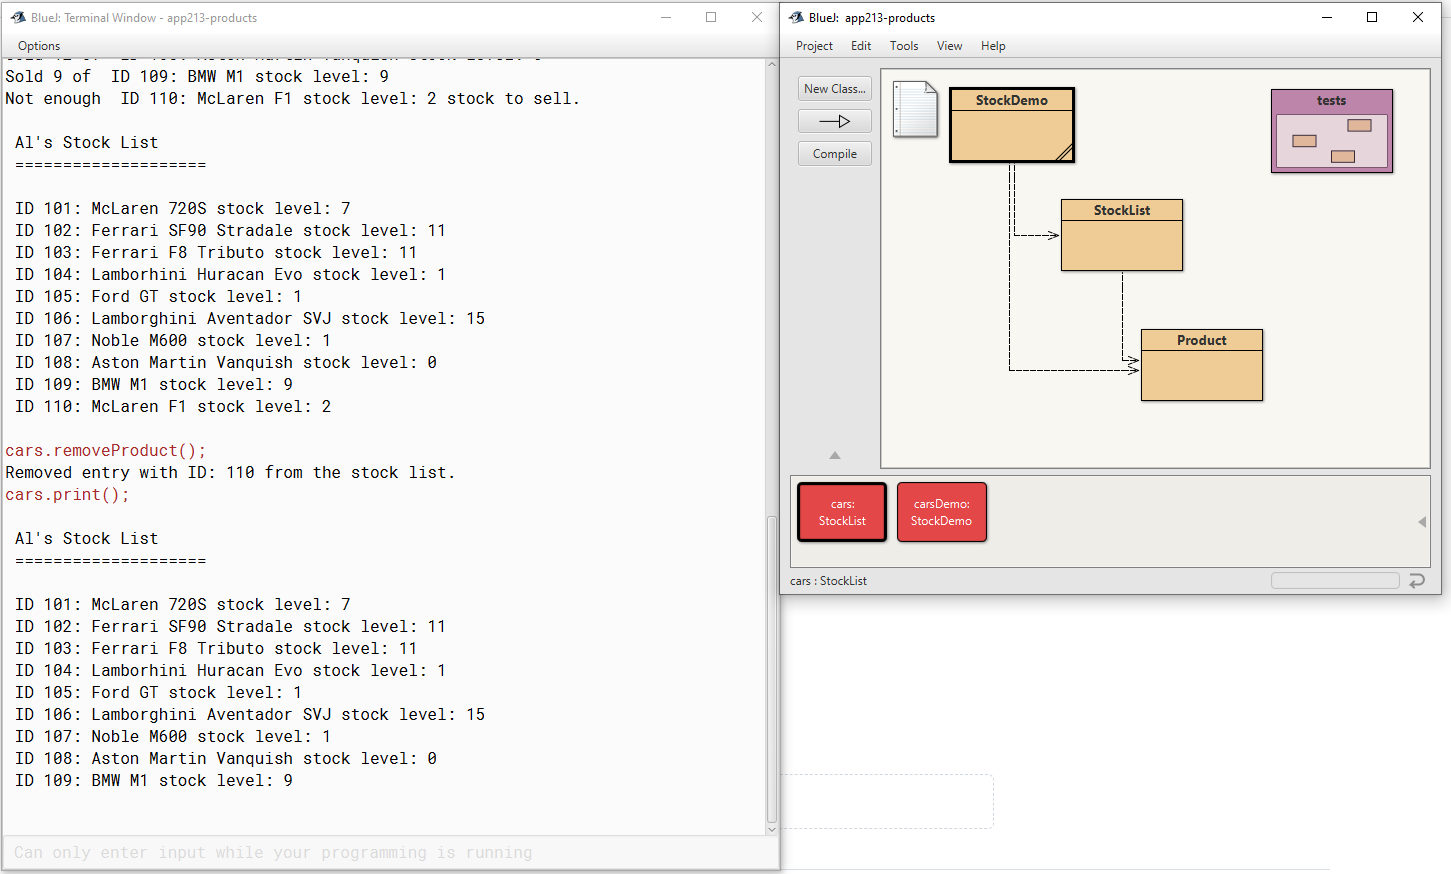 BlueJ: Terminal Window - app213-products
Options
Sold 9 of  ID 109: BMW M1 stock level: 9
Not enough  ID 110: McLaren F1 stock level: 2 stock to sell.
Al's Stock List
====================
ID 101: McLaren 720S stock level: 7
ID 102: Ferrari SF90 Stradale stock level: 11
ID 103: Ferrari F8 Tributo stock level: 11
ID 104: Lamborhini Huracan Evo stock level: 1
ID 105: Ford GT stock level: 1
ID 106: Lamborghini Aventador SVJ stock level: 15
ID 107: Noble M600 stock level: 1
ID 108: Aston Martin Vanquish stock level: 0
ID 109: BMW M1 stock level: 9
ID 110: McLaren F1 stock level: 2
cars.removeProduct();
Removed entry with ID: 110 from the stock list.
cars.print();
Al's Stock List
====================
ID 101: McLaren 720S stock level: 7
ID 102: Ferrari SF90 Stradale stock level: 11
ID 103: Ferrari F8 Tributo stock level: 11
ID 104: Lamborhini Huracan Evo stock level: 1
ID 105: Ford GT stock level: 1
ID 106: Lamborghini Aventador SVJ stock level: 15
ID 107: Noble M600 stock level: 1
ID 108: Aston Martin Vanquish stock level: 0
ID 109: BMW M1 stock level: 9
Can only enter input while your programming is running
BlueJ: app213-products
Project Edit Tools View Help
New Class...
Compile
StockDemo
tests
StockList
Product
cars:
StockList
carsDemo:
StockDemo
cars : StockList